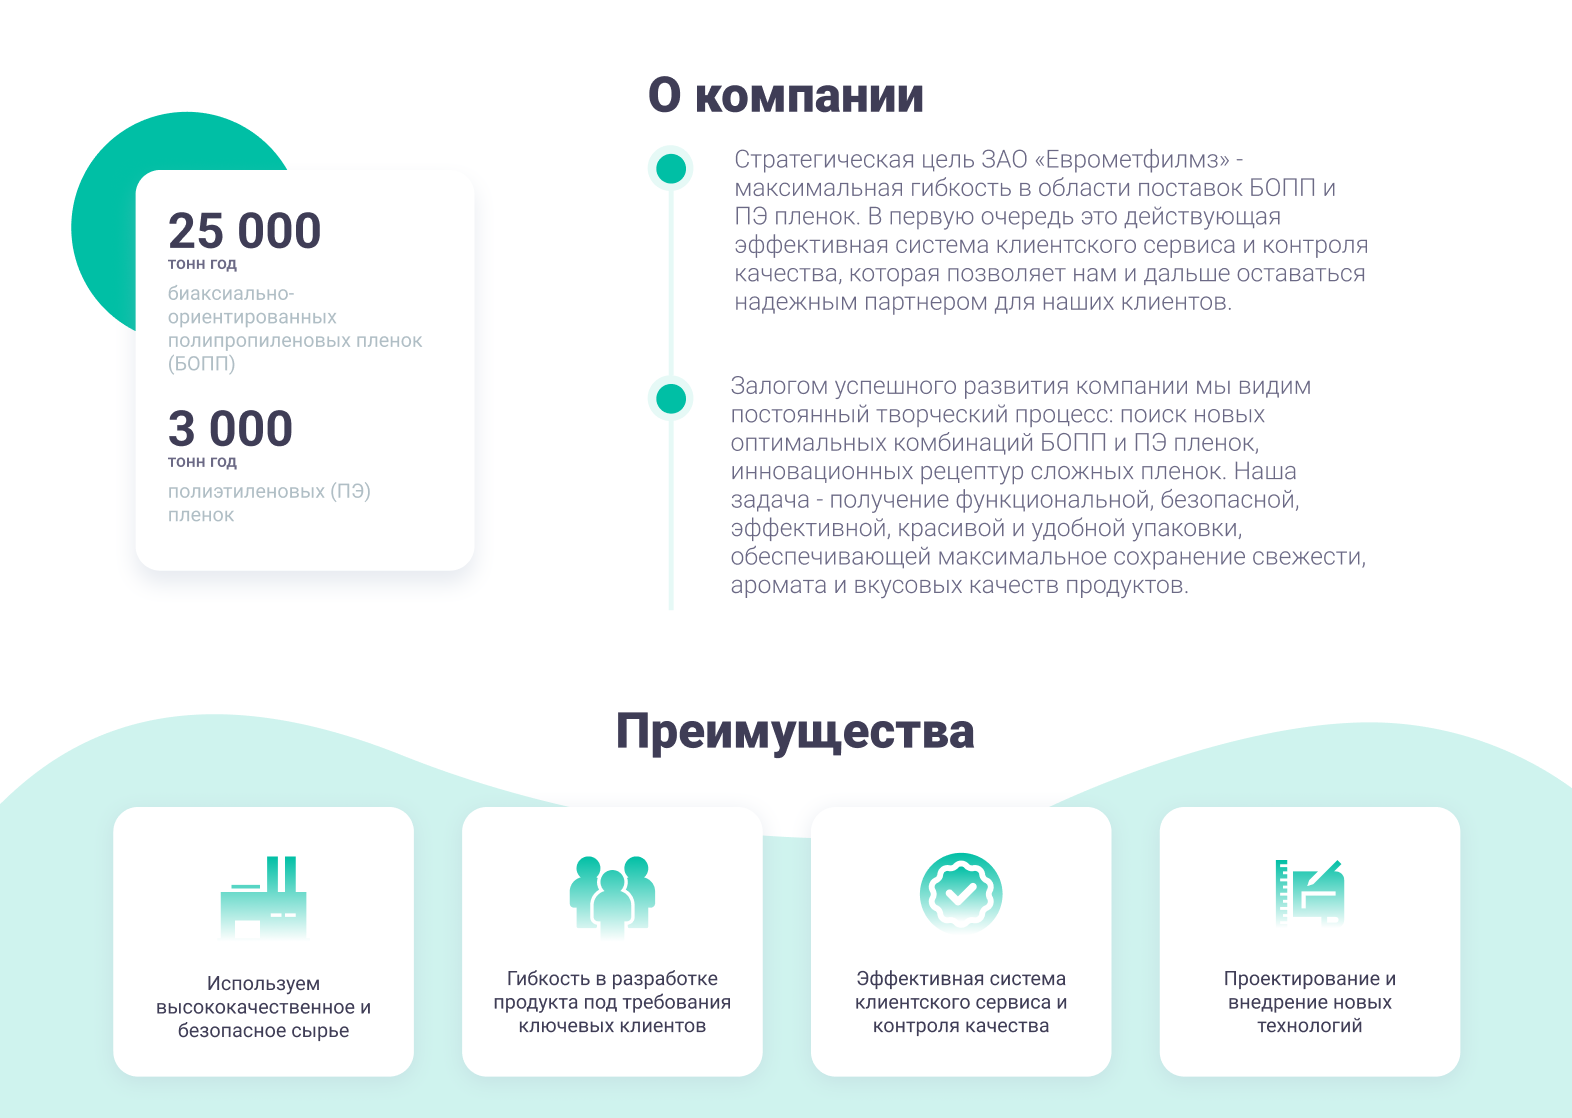 О компании
25 000
тонн год
биаксиально-
ориентированных
полипропиленовых пленок
(БОПП)
3 000
тонн год
полиэтиленовых (ПЭ)
пленок
Стратегическая цель ЗАО «Еврометфилмз» -
максимальная гибкость в области поставок БОПП и
ПЭ пленок. В первую очередь это действующая
эффективная система клиентского сервиса и контроля
качества, которая позволяет нам и дальше оставаться
надежным партнером для наших клиентов.
Залогом успешного развития компании мы видим
постоянный творческий процесс: поиск новых
оптимальных комбинаций БОПП и ПЭ пленок,
инновационных рецептур сложных пленок. Наша
задача - получение функциональной, безопасной,
эффективной, красивой и удобной упаковки,
обеспечивающей максимальное сохранение свежести,
аромата и вкусовых качеств продуктов.
Преимущества
Используем
высококачественное и
безопасное сырье
Гибкость в разработке
продукта под требования
ключевых клиентов
Эффективная система
клиентского сервиса и
контроля качества
Проектирование и
внедрение новых
технологий